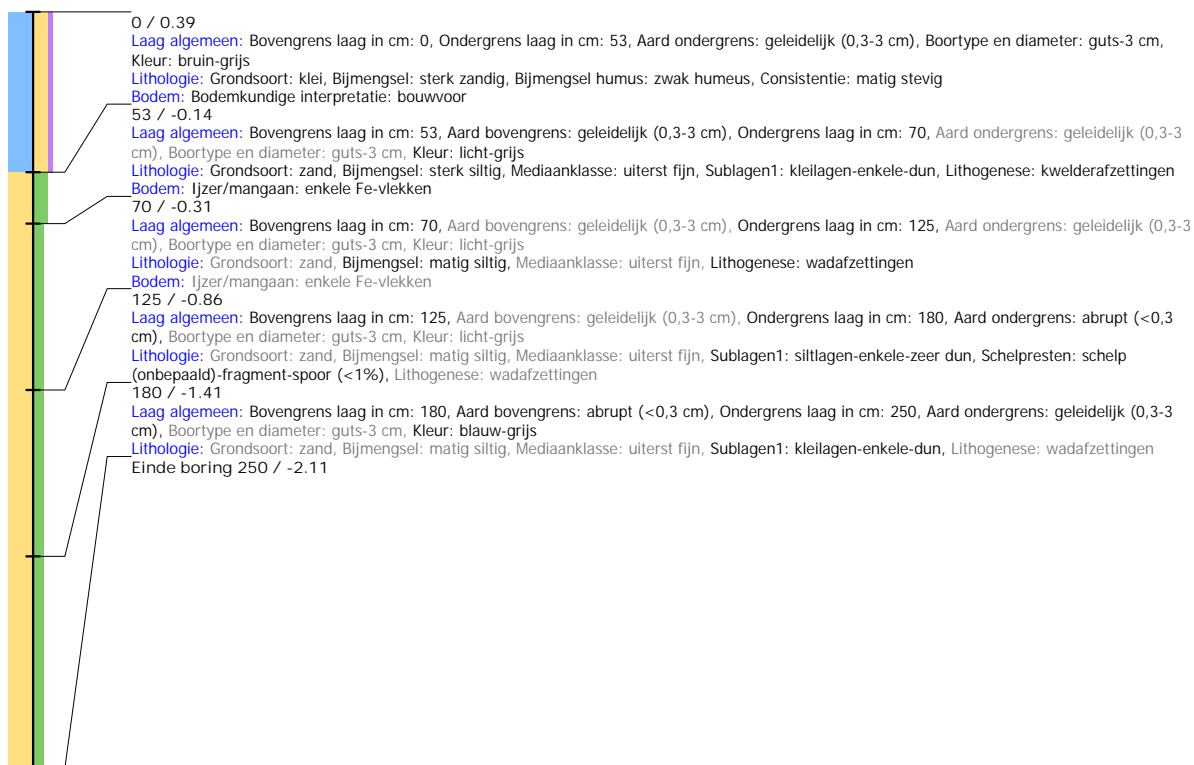 0 / 0.39
Laag algemeen: Bovengrens laag in cm: 0, Ondergrens laag in cm: 53, Aard ondergrens: geleidelijk (0,3-3 cm), Boortype en diameter: guts-3 cm,
Kleur: bruin-grijs
Lithologie: Grondsoort: klei, Bijmengsel: sterk zandig, Bijmengsel humus: zwak humeus, Consistentie: matig stevig
Bodem: Bodemkundige interpretatie: bouwvoor
53 / -0.14
Laag algemeen: Bovengrens laag in cm: 53, Aard bovengrens: geleidelijk (0,3-3 cm), Ondergrens laag in cm: 70, Aard ondergrens: geleidelijk (0,3-3
cm), Boortype en diameter: guts-3 cm, Kleur: licht-grijs
Lithologie: Grondsoort: zand, Bijmengsel: sterk siltig, Mediaanklasse: uiterst fijn, Sublagen1: kleilagen-enkele-dun, Lithogenese: kwelderafzettingen
Bodem: Ijzer/mangaan: enkele Fe-vlekken
70 / -0.31
Laag algemeen: Bovengrens laag in cm: 70, Aard bovengrens: geleidelijk (0,3-3 cm), Ondergrens laag in cm: 125, Aard ondergrens: geleidelijk (0,3-3
cm), Boortype en diameter: guts-3 cm, Kleur: licht-grijs
Lithologie: Grondsoort: zand, Bijmengsel: matig siltig, Mediaanklasse: uiterst fijn, Lithogenese: wadafzettingen
Bodem: Ijzer/mangaan: enkele Fe-vlekken
125 / -0.86
Laag algemeen: Bovengrens laag in cm: 125, Aard bovengrens: geleidelijk (0,3-3 cm), Ondergrens laag in cm: 180, Aard ondergrens: abrupt (<0,3
cm), Boortype en diameter: guts-3 cm, Kleur: licht-grijs
Lithologie: Grondsoort: zand, Bijmengsel: matig siltig, Mediaanklasse: uiterst fijn, Sublagen1: siltlagen-enkele-zeer dun, Schelpresten: schelp
(onbepaald)-fragment-spoor (<1%), Lithogenese: wadafzettingen
180 / -1.41
Laag algemeen: Bovengrens laag in cm: 180, Aard bovengrens: abrupt (<0,3 cm), Ondergrens laag in cm: 250, Aard ondergrens: geleidelijk (0,3-3
cm), Boortype en diameter: guts-3 cm, Kleur: blauw-grijs
Lithologie: Grondsoort: zand, Bijmengsel: matig siltig, Mediaanklasse: uiterst fijn, Sublagen1: kleilagen-enkele-dun, Lithogenese: wadafzettingen
Einde boring 250 / -2.11